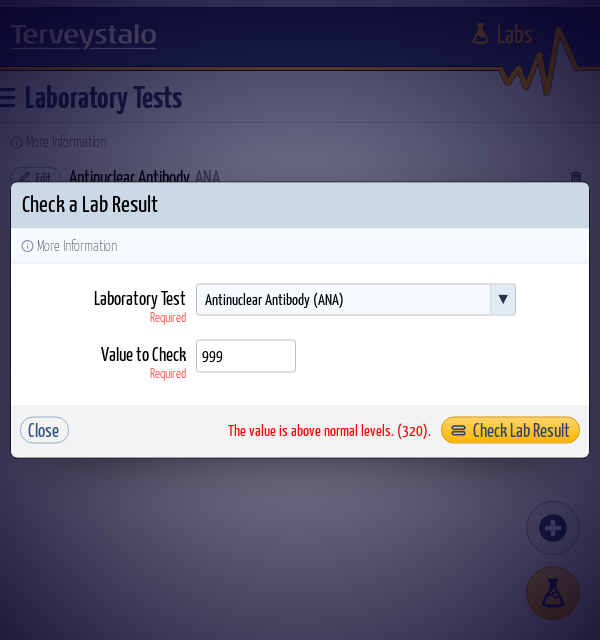 Terveystalo
Labs
Laboratory Tests
More Information
Edit
Antinuclear Antibody ANA
Check a Lab Result
More Information
Laboratory Test
Required
Antinuclear Antibody (ANA)
Value to Check
Required
999
Close
The value is above normal levels. (320).
Check Lab Result